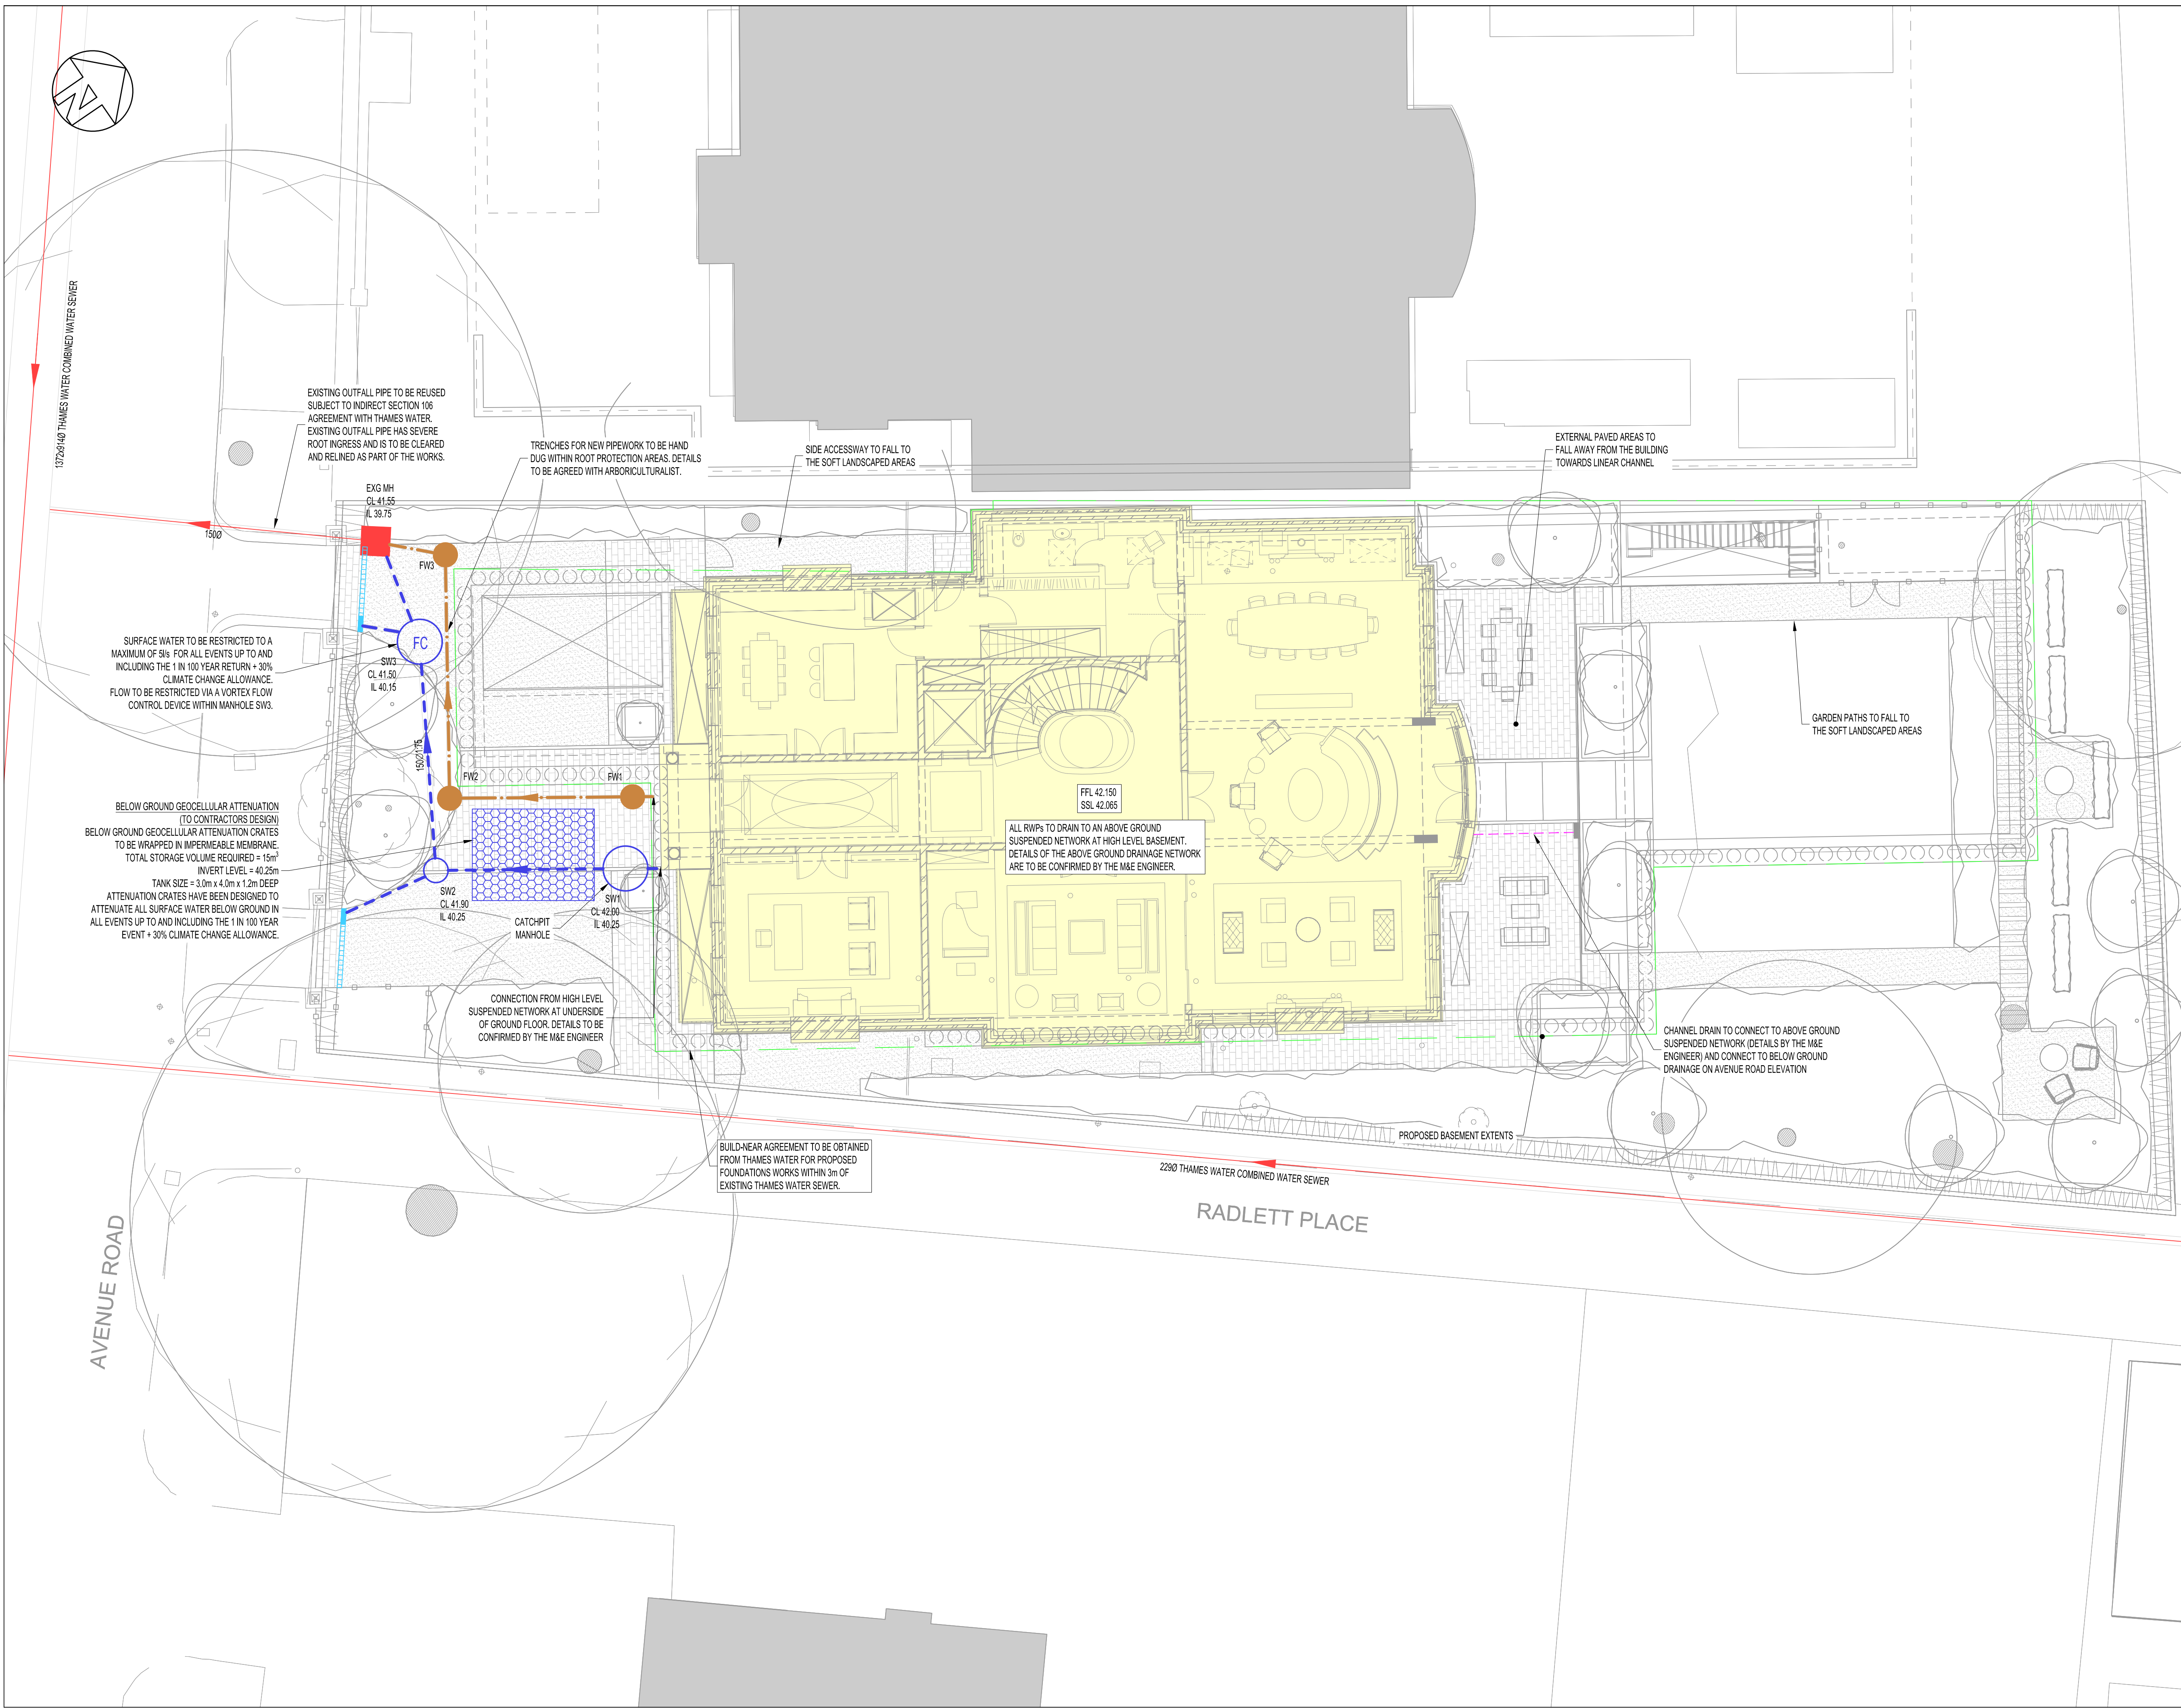 N
1372x914Ø THAMES WATER COMBINED WATER SEWER
EXISTING OUTFALL PIPE TO BE REUSED
SUBJECT TO INDIRECT SECTION 106
AGREEMENT WITH THAMES WATER.
EXISTING OUTFALL PIPE HAS SEVERE
ROOT INGRESS AND IS TO BE CLEARED
AND RELINED AS PART OF THE WORKS.
TRENCHES FOR NEW PIPEWORK TO BE HAND
DUG WITHIN ROOT PROTECTION AREAS. DETAILS
TO BE AGREED WITH ARBORICULTURALIST.
SIDE ACCESSWAY TO FALL TO
THE SOFT LANDSCAPED AREAS
EXTERNAL PAVED AREAS TO
FALL AWAY FROM THE BUILDING
TOWARDS LINEAR CHANNEL
EXG MH
CL 41.55
IL 39.75
150Ø
FW3
FC
SURFACE WATER TO BE RESTRICTED TO A
MAXIMUM OF 5l/s FOR ALL EVENTS UP TO AND
INCLUDING THE 1 IN 100 YEAR RETURN + 30%
CLIMATE CHANGE ALLOWANCE.
FLOW TO BE RESTRICTED VIA A VORTEX FLOW
CONTROL DEVICE WITHIN MANHOLE SW3.
SW3
CL 41.50
IL 40.15
GARDEN PATHS TO FALL TO
THE SOFT LANDSCAPED AREAS
FW2
FW1
FFL 42.150
SSL 42.065
BELOW GROUND GEOCELLULAR ATTENUATION
(TO CONTRACTORS DESIGN)
BELOW GROUND GEOCELLULAR ATTENUATION CRATES
TO BE WRAPPED IN IMPERMEABLE MEMBRANE.
TOTAL STORAGE VOLUME REQUIRED = 15m³
INVERT LEVEL = 40.25m
TANK SIZE = 3.0m x 4.0m x 1.2m DEEP
ATTENUATION CRATES HAVE BEEN DESIGNED TO
ATTENUATE ALL SURFACE WATER BELOW GROUND IN
ALL EVENTS UP TO AND INCLUDING THE 1 IN 100 YEAR
EVENT + 30% CLIMATE CHANGE ALLOWANCE.
ALL RWPs TO DRAIN TO AN ABOVE GROUND
SUSPENDED NETWORK AT HIGH LEVEL BASEMENT.
DETAILS OF THE ABOVE GROUND DRAINAGE NETWORK
ARE TO BE CONFIRMED BY THE M&E ENGINEER.
SW2
CL 41.90
IL 40.25
CATCHPIT
MANHOLE
SW1
CL 42.00
IL 40.25
CONNECTION FROM HIGH LEVEL
SUSPENDED NETWORK AT UNDERSIDE
OF GROUND FLOOR. DETAILS TO BE
CONFIRMED BY THE M&E ENGINEER
CHANNEL DRAIN TO CONNECT TO ABOVE GROUND
SUSPENDED NETWORK (DETAILS BY THE M&E
ENGINEER) AND CONNECT TO BELOW GROUND
DRAINAGE ON AVENUE ROAD ELEVATION
BUILD-NEAR AGREEMENT TO BE OBTAINED
FROM THAMES WATER FOR PROPOSED
FOUNDATIONS WORKS WITHIN 3m OF
EXISTING THAMES WATER SEWER.
PROPOSED BASEMENT EXTENTS
229Ø THAMES WATER COMBINED WATER SEWER
RADLETT PLACE
AVENUE ROAD